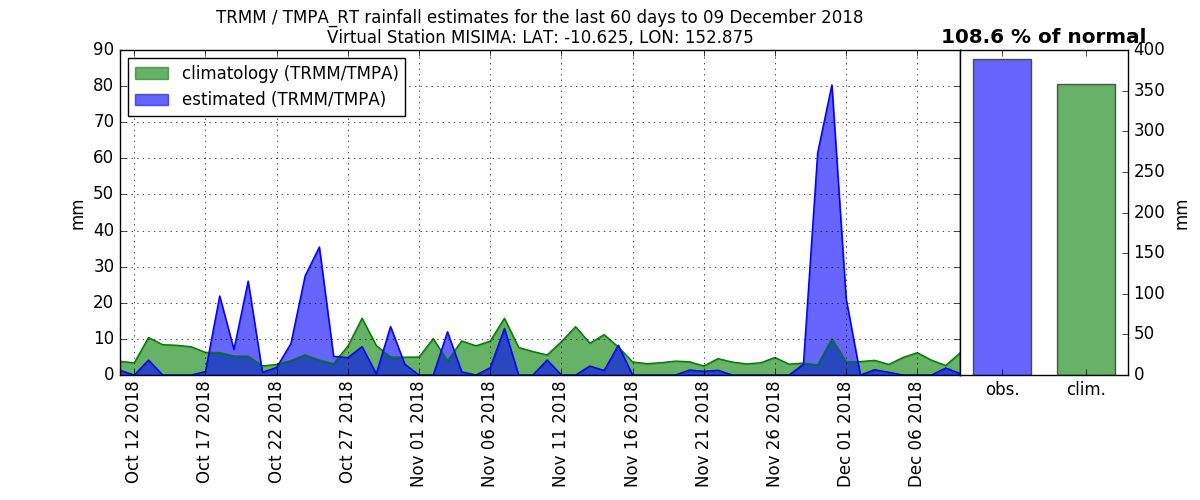 TRMM / TMPA_RT rainfall estimates for the last 60 days to 09 December 2018
Virtual Station MISIMA: LAT: -10.625, LON: 152.875
108.6 % of normal
climatology (TRMM/TMPA)
estimated (TRMM/TMPA)
mm
90
80
70
60
50
40
30
20
10
0
Oct 12 2018
Oct 17 2018
Oct 22 2018
Oct 27 2018
Nov 01 2018
Nov 06 2018
Nov 11 2018
Nov 16 2018
Nov 21 2018
Nov 26 2018
Dec 01 2018
Dec 06 2018
obs.
clim.
400
350
300
250
200
150
100
50
0
mm